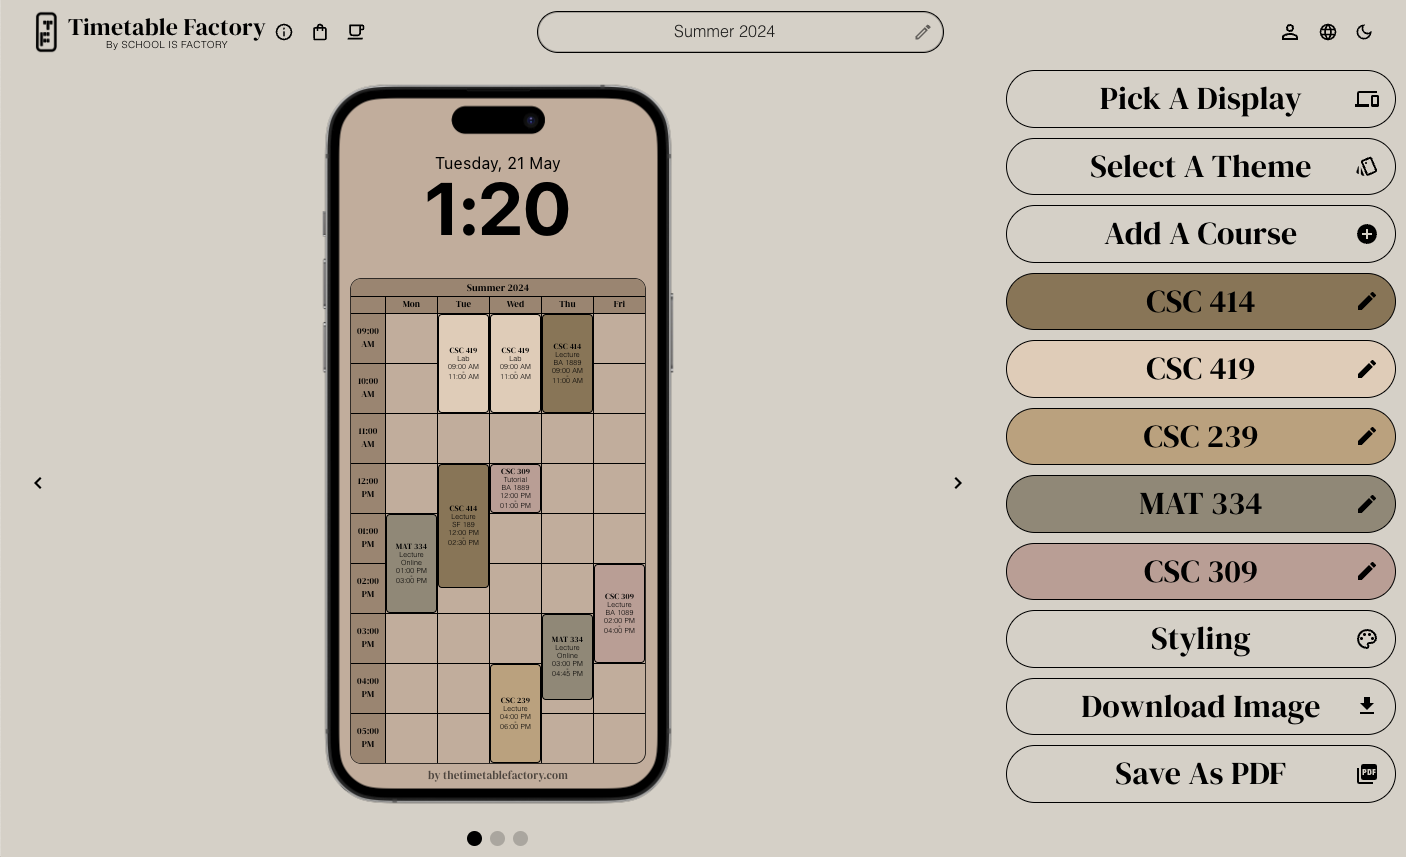 Timetable Factory
By SCHOOL IS FACTORY
Summer 2024
Tuesday, 21 May
1:20
Summer 2024
Mon Tue Wed Thu Fri
09:00 AM
10:00 AM
11:00 AM
12:00 PM
01:00 PM
02:00 PM
03:00 PM
04:00 PM
05:00 PM
MAT 334
Lecture
Online
01:00 PM
-
03:00 PM
CSC 419
Lab
09:00 AM
-
11:00 AM
CSC 414
Lecture
SF 189
12:00 PM
-
02:30 PM
CSC 419
Lab
09:00 AM
-
11:00 AM
CSC 309
Tutorial
BA 1889
12:00 PM
-
01:00 PM
CSC 239
Lecture
04:00 PM
-
06:00 PM
CSC 414
Lecture
BA 1889
09:00 AM
-
11:00 AM
MAT 334
Lecture
Online
03:00 PM
-
04:45 PM
CSC 309
Lecture
BA 1089
02:00 PM
-
04:00 PM
by thetimetablefactory.com
Pick A Display
Select A Theme
Add A Course
CSC 414
CSC 419
CSC 239
MAT 334
CSC 309
Styling
Download Image
Save As PDF
PDF